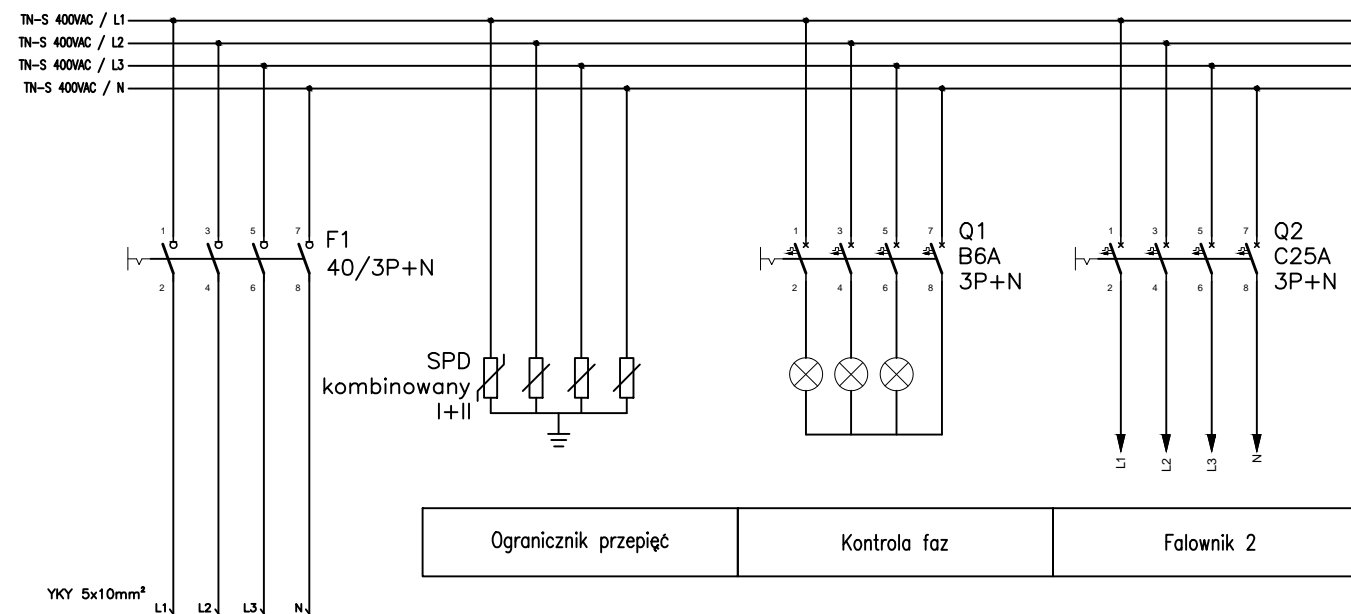 TN-S 400VAC / L1
TN-S 400VAC / L2
TN-S 400VAC / L3
TN-S 400VAC / N
1 3 5 7
F1
40/3P+N
2 4 6 8
1 3 5 7
Q1
B6A
3P+N
2 4 6 8
1 3 5 7
Q2
C25A
3P+N
2 4 6 8
SPD
kombinowany
I+II
L1 L2 L3 N
Ogranicznik przepięć
Kontrola faz
Falownik 2
YKY 5x10mm²
L1 L2 L3 N